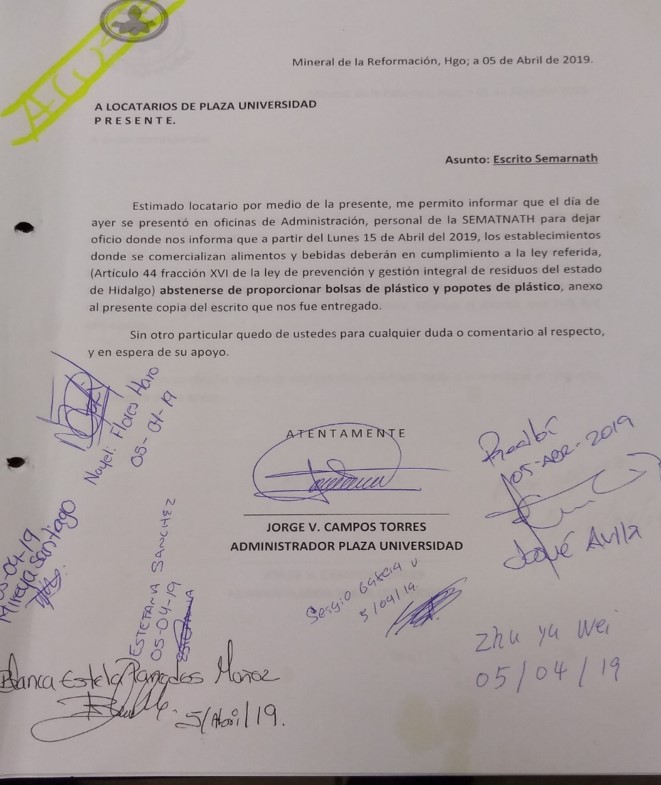 ACUSE
Mineral de la Reformación, Hgo; a 05 de Abril de 2019.
A LOCATARIOS DE PLAZA UNIVERSIDAD
P R E S E N T E.
Asunto: Escrito Semarnath
Estimado locatario por medio de la presente, me permito informar que el día de
ayer se presentó en oficinas de Administración, personal de la SEMATNATH para dejar
oficio donde nos informa que a partir del Lunes 15 de Abril del 2019, los establecimientos
donde se comercializan alimentos y bebidas deberán en cumplimiento a la ley referida,
(Artículo 44 fracción XVI de la ley de prevención y gestión integral de residuos del estado
de Hidalgo) abstenerse de proporcionar bolsas de plástico y popotes de plástico, anexo
al presente copia del escrito que nos fue entregado.
Sin otro particular quedo de ustedes para cualquier duda o comentario al respecto,
y en espera de su apoyo.
Nayeli Flores Haro
05-04-19
A T E N T A M E N T E
JORGE V. CAMPOS TORRES
ADMINISTRADOR PLAZA UNIVERSIDAD
Recibí
05-ABR-2019
Josué Avila
05-04-19
Mireya Santiago
ESTEFANIA SANCHEZ
05-04-19
ESTEFANIA
Sergio García V
5/04/19
Zhu Ya Wei
05/04/19
Blanca Estela Paredes Muñoz
5/Abril/19.